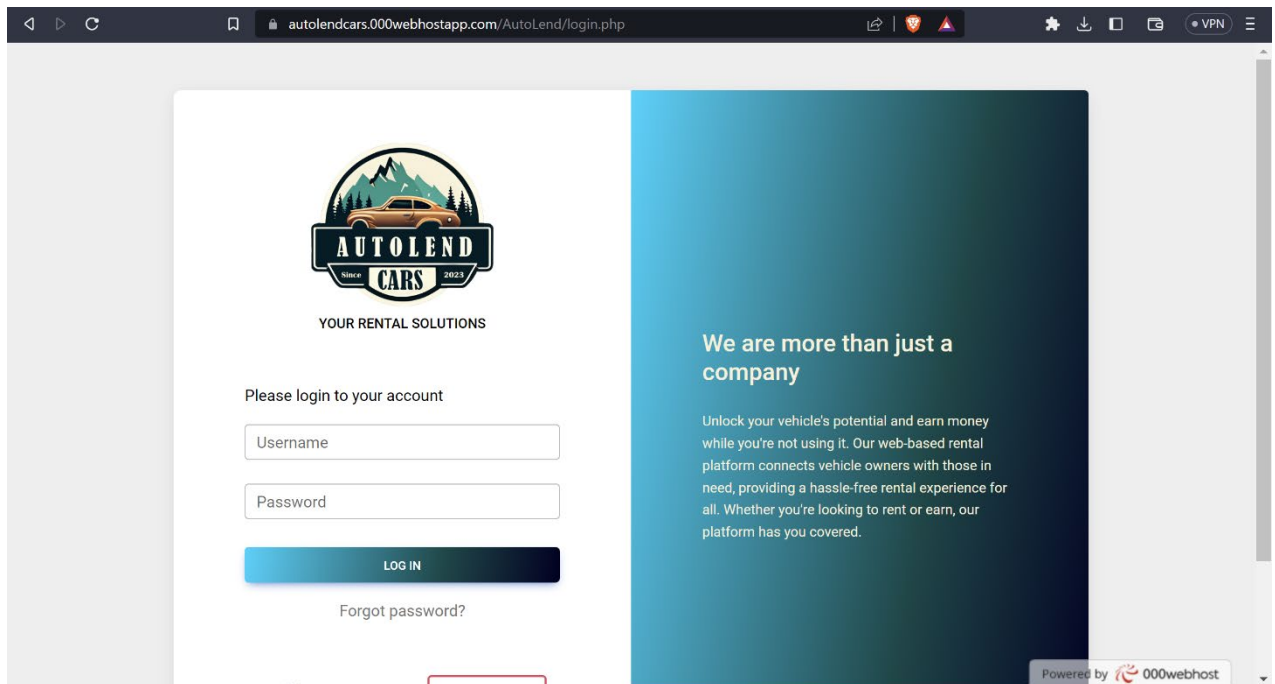 autolendcars.000webhostapp.com/AutoLend/login.php
VPN
AUTOLEND
Since CARS 2023
YOUR RENTAL SOLUTIONS
Please login to your account
Username
Password
LOG IN
Forgot password?
We are more than just a
company
Unlock your vehicle's potential and earn money
while you're not using it. Our web-based rental
platform connects vehicle owners with those in
need, providing a hassle-free rental experience for
all. Whether you're looking to rent or earn, our
platform has you covered.
Powered by 000webhost